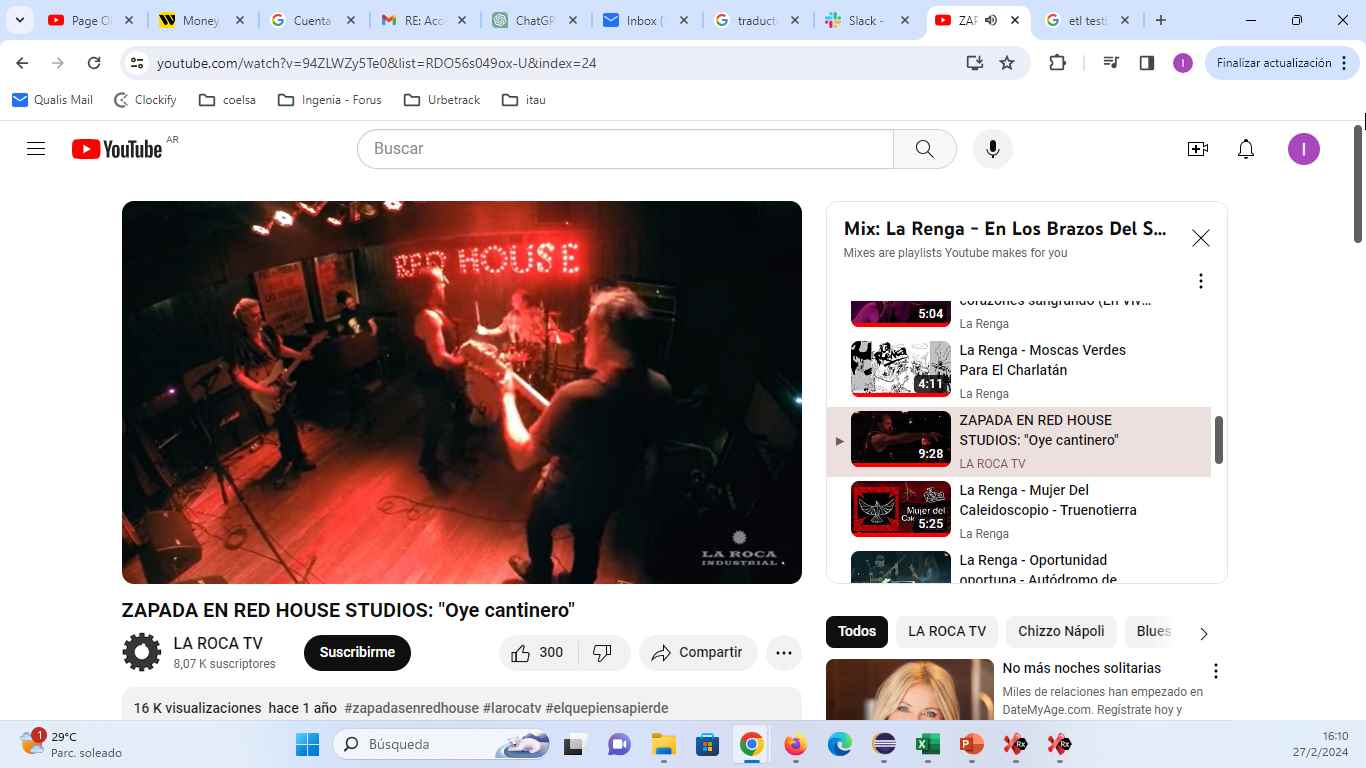 Page O
Money
Cuenta
RE: Acc
ChatGP
Inbox (
traduct
Slack -
ZAF
etl testi
youtube.com/watch?v=94ZLWZy5Te0&list=RDO56s049ox-U&index=24
I
Finalizar actualización
Qualis Mail
Clockify
coelsa
Ingenia - Forus
Urbetrack
itau
YouTube
AR
Buscar
I
RED HOUSE
LA ROCA
INDUSTRIAL
Mix: La Renga - En Los Brazos Del S...
Mixes are playlists Youtube makes for you
corazones sangrando (En Viv...
5:04
La Renga
La Renga - Moscas Verdes
Para El Charlatán
4:11
La Renga
ZAPADA EN RED HOUSE
STUDIOS: "Oye cantinero"
9:28
LA ROCA TV
La Renga - Mujer Del
Caleidoscopio - Truenotierra
Mujer del
5:25
La Renga
La Renga - Oportunidad
oportuna - Autódromo de
ZAPADA EN RED HOUSE STUDIOS: "Oye cantinero"
LA ROCA TV
8,07 K suscriptores
Suscribirme
300
Compartir
16 K visualizaciones hace 1 año #zapadasenredhouse #larocatv #elquepiensapierde
Todos
LA ROCA TV
Chizzo Nápoli
Blues
No más noches solitarias
Miles de relaciones han empezado en
DateMyAge.com. Regístrate hoy y
1
29°C
Parc. soleado
Búsqueda
16:10
27/2/2024